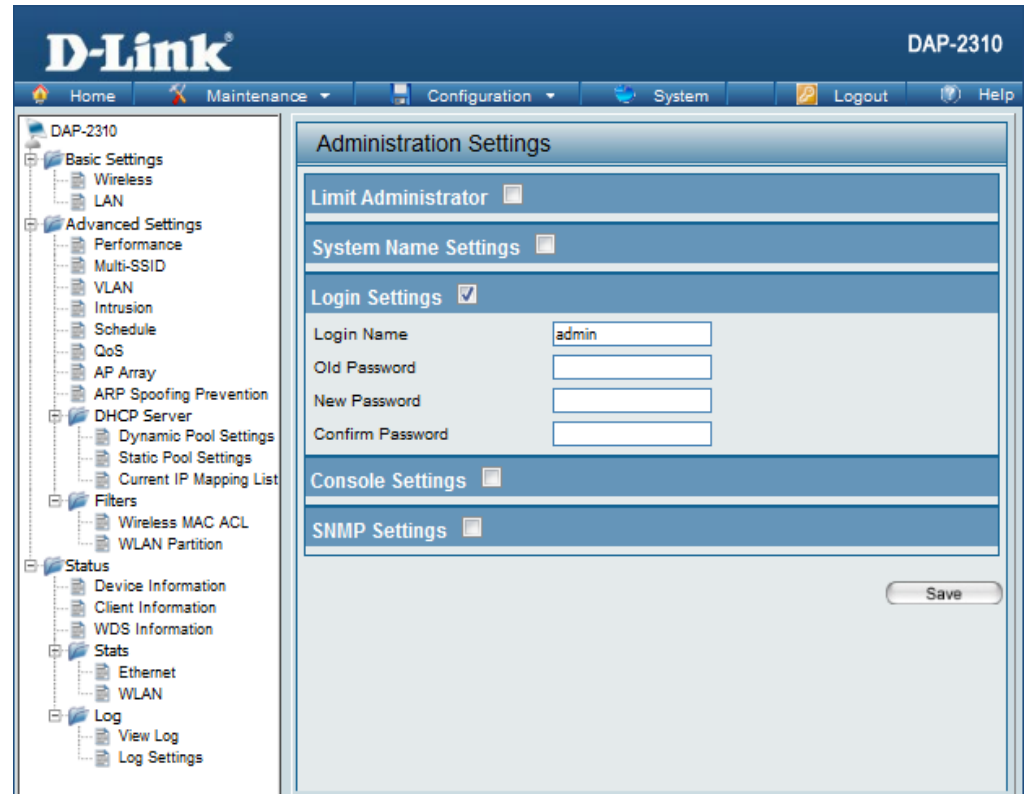 D-Link
DAP-2310
Home Maintenance Configuration System Logout Help
DAP-2310
Basic Settings
Wireless
LAN
Advanced Settings
Performance
Multi-SSID
VLAN
Intrusion
Schedule
QoS
AP Array
ARP Spoofing Prevention
DHCP Server
Dynamic Pool Settings
Static Pool Settings
Current IP Mapping List
Filters
Wireless MAC ACL
WLAN Partition
Status
Device Information
Client Information
WDS Information
Stats
Ethernet
WLAN
Log
View Log
Log Settings
Administration Settings
Limit Administrator
System Name Settings
Login Settings
Login Name admin
Old Password
New Password
Confirm Password
Console Settings
SNMP Settings
Save